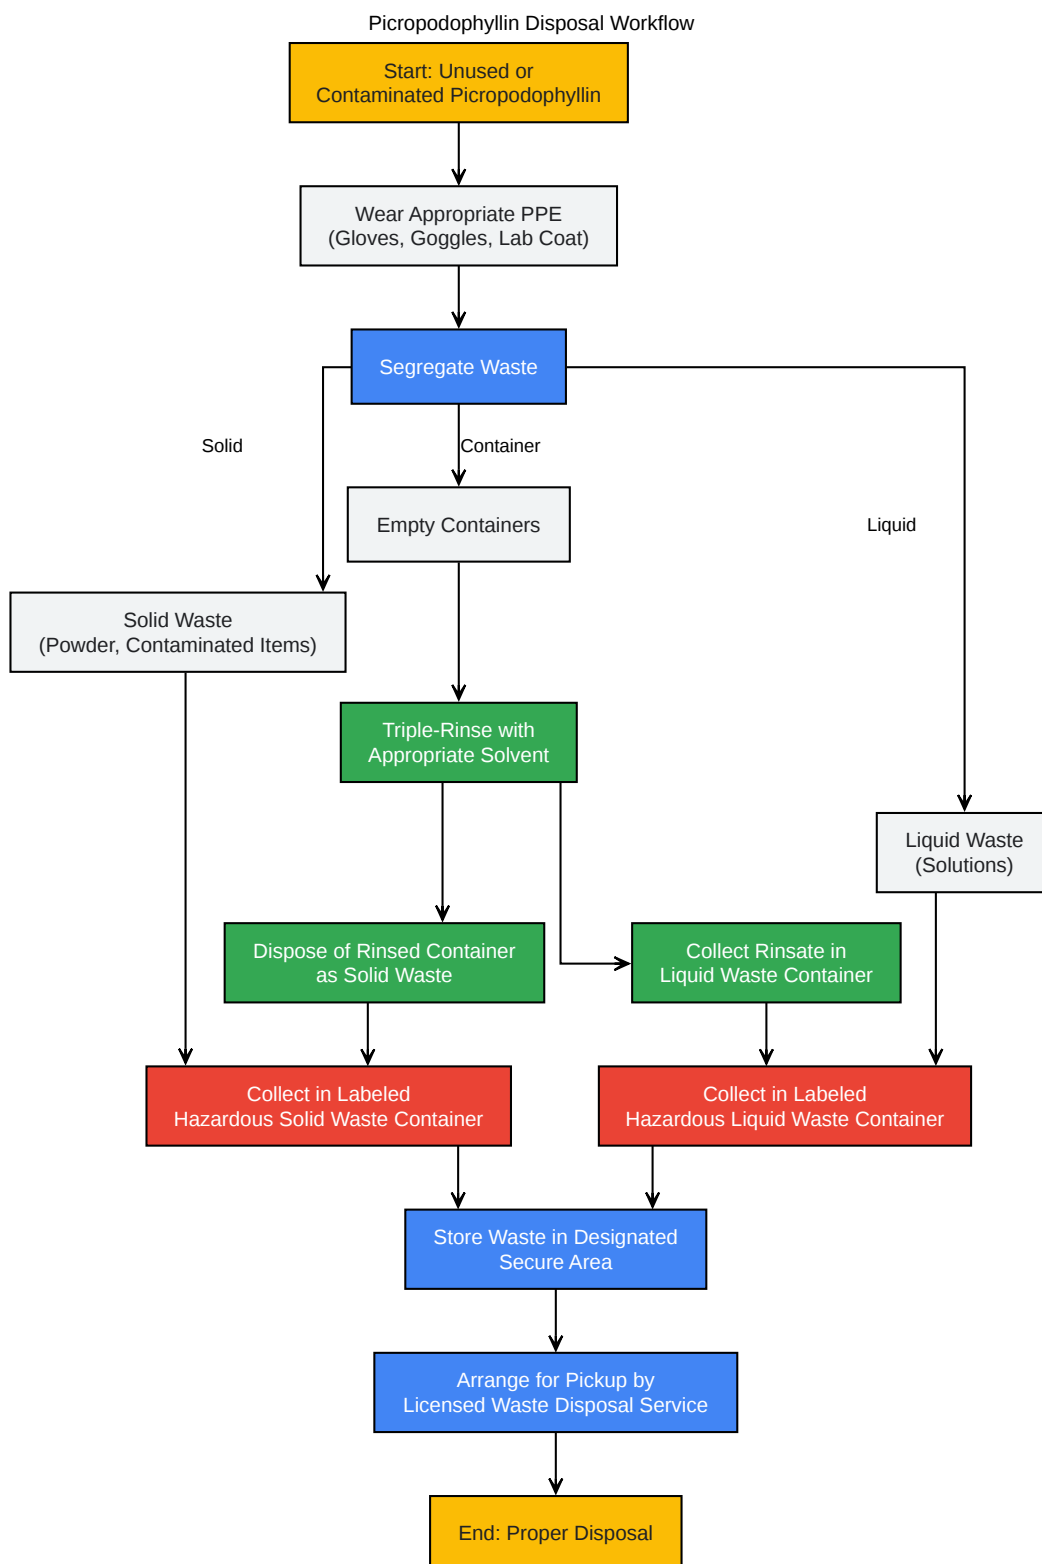 Picropodophyllin Disposal Workflow
Start: Unused or
Contaminated Picropodophyllin
Wear Appropriate PPE
(Gloves, Goggles, Lab Coat)
Segregate Waste
Solid
Container
Empty Containers
Liquid
Solid Waste
(Powder, Contaminated Items)
Triple-Rinse with
Appropriate Solvent
Liquid Waste
(Solutions)
Dispose of Rinsed Container
as Solid Waste
Collect Rinsate in
Liquid Waste Container
Collect in Labeled
Hazardous Solid Waste Container
Collect in Labeled
Hazardous Liquid Waste Container
Store Waste in Designated
Secure Area
Arrange for Pickup by
Licensed Waste Disposal Service
End: Proper Disposal